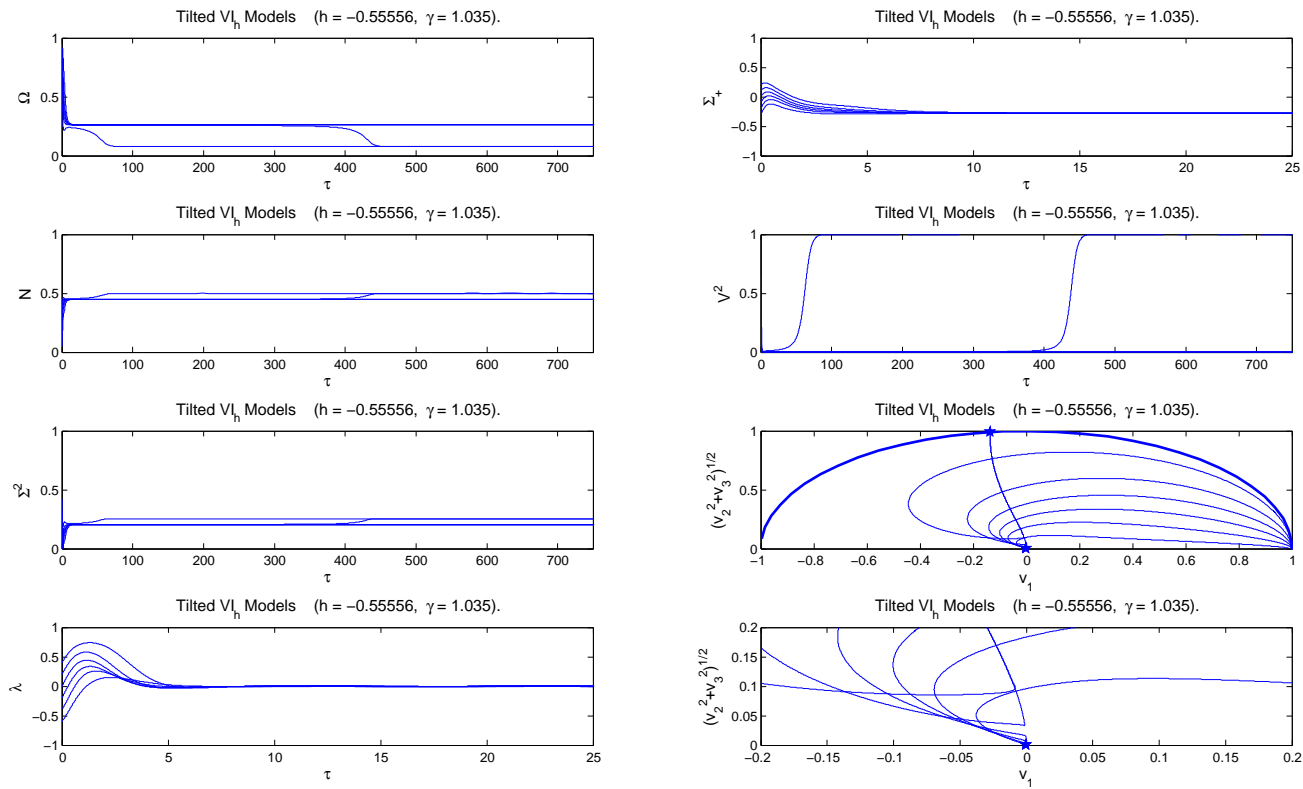 Tilted VI_h Models (h = −0.55556, γ = 1.035).
1
0.5
0
Ω
0 100 200 300 400 500 600 700
τ
Tilted VI_h Models (h = −0.55556, γ = 1.035).
1
0.5
0
−0.5
−1
Σ_+
0 5 10 15 20 25
τ
Tilted VI_h Models (h = −0.55556, γ = 1.035).
1
0.5
0
N
0 100 200 300 400 500 600 700
τ
Tilted VI_h Models (h = −0.55556, γ = 1.035).
1
0.5
0
V^2
0 100 200 300 400 500 600 700
τ
Tilted VI_h Models (h = −0.55556, γ = 1.035).
1
0.5
0
Σ^2
0 100 200 300 400 500 600 700
τ
Tilted VI_h Models (h = −0.55556, γ = 1.035).
1
0.5
0
(v_2^2+v_3^2)^{1/2}
−1 −0.8 −0.6 −0.4 −0.2 0 0.2 0.4 0.6 0.8 1
v_1
Tilted VI_h Models (h = −0.55556, γ = 1.035).
1
0.5
0
−0.5
−1
λ
0 5 10 15 20 25
τ
Tilted VI_h Models (h = −0.55556, γ = 1.035).
0.2
0.15
0.1
0.05
0
(v_2^2+v_3^2)^{1/2}
−0.2 −0.15 −0.1 −0.05 0 0.05 0.1 0.15 0.2
v_1